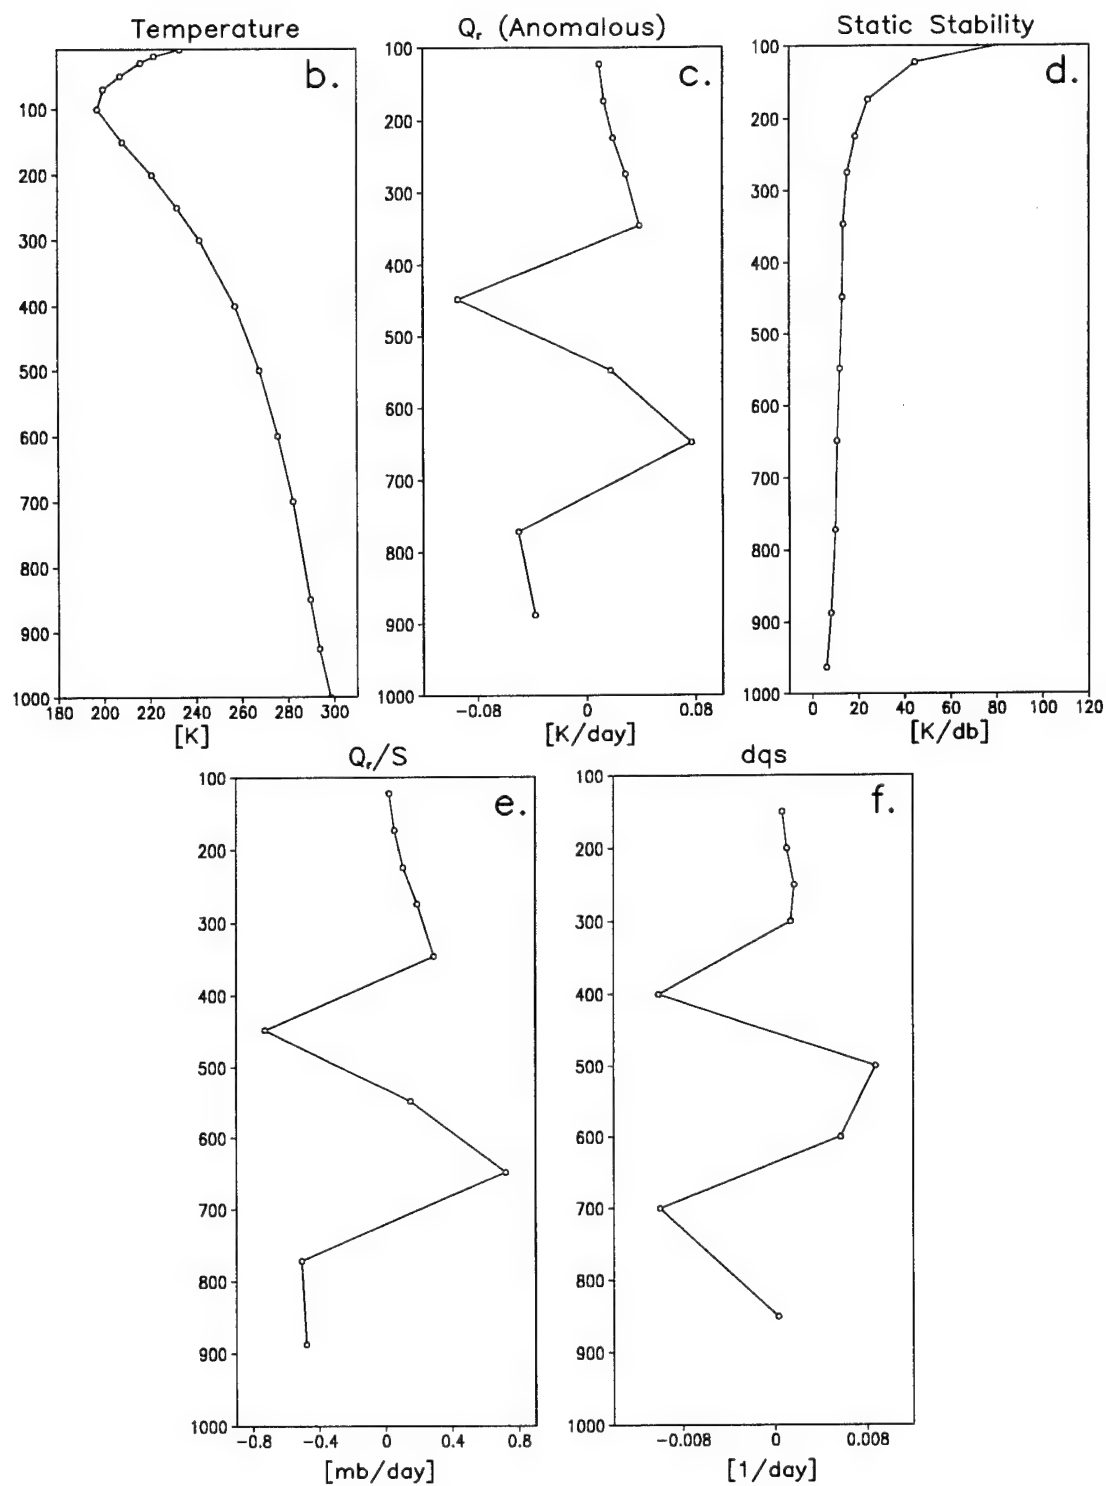 Temperature
b.
100
200
300
400
500
600
700
800
900
1000
180 200 220 240 260 280 300
[K]
Qᵣ (Anomalous)
c.
100
200
300
400
500
600
700
800
900
1000
−0.08 0 0.08
[K/day]
Static Stability
d.
100
200
300
400
500
600
700
800
900
1000
0 20 40 60 80 100 120
[K/db]
Qᵣ/S
e.
100
200
300
400
500
600
700
800
900
1000
−0.8 −0.4 0 0.4 0.8
[mb/day]
dqs
f.
100
200
300
400
500
600
700
800
900
1000
−0.008 0 0.008
[1/day]